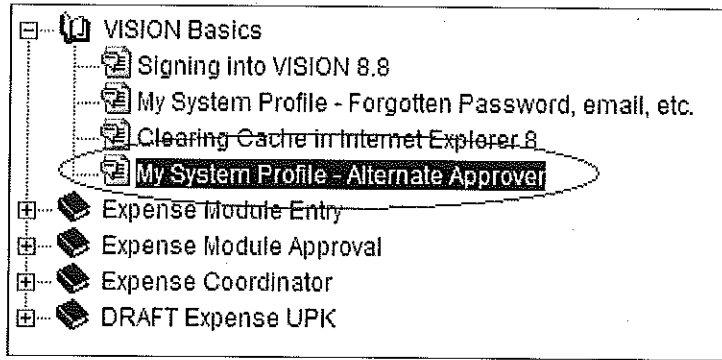 VISION Basics
Signing into VISION 8.8
My System Profile - Forgotten Password, email, etc.
Clearing Cache in Internet Explorer 8
My System Profile - Alternate Approver
Expense Module Entry
Expense Module Approval
Expense Coordinator
DRAFT Expense UPK